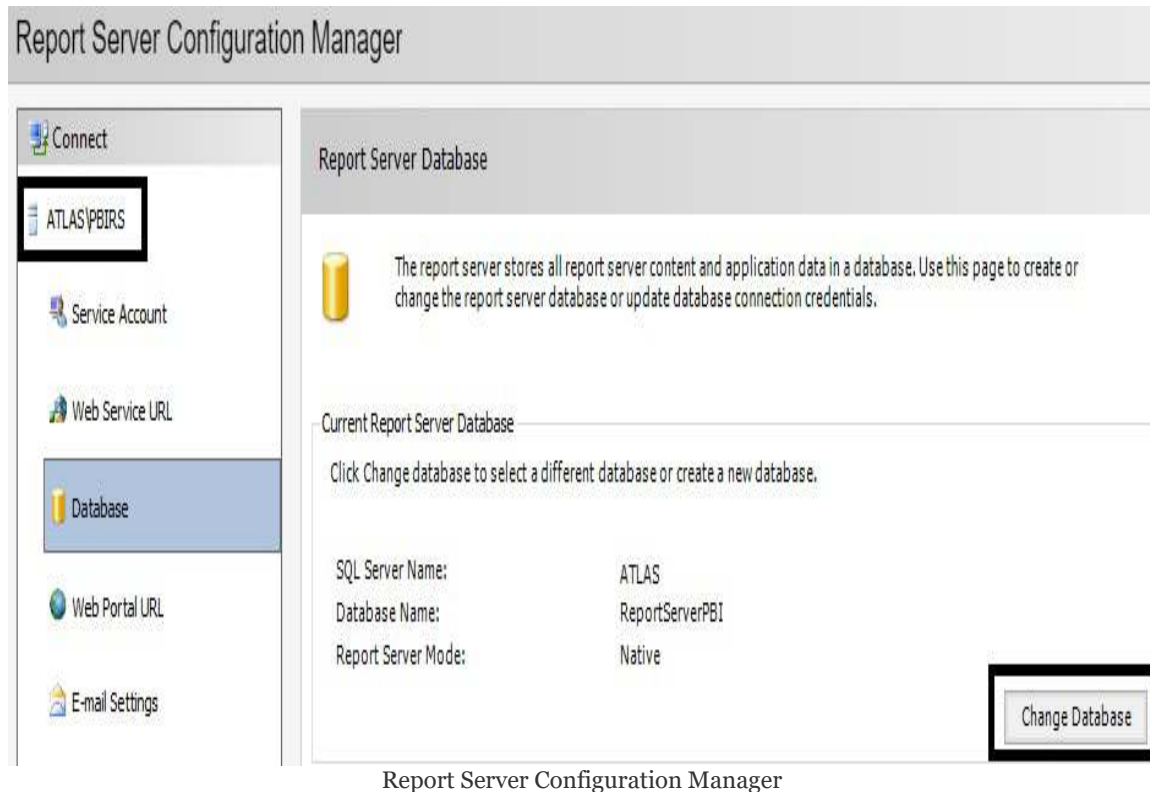 Report Server Configuration Manager
Connect
ATLAS\PBIRS
Service Account
Web Service URL
Database
Web Portal URL
E-mail Settings
Report Server Database
The report server stores all report server content and application data in a database. Use this page to create or
change the report server database or update database connection credentials.
Current Report Server Database
Click Change database to select a different database or create a new database.
SQL Server Name: ATLAS
Database Name: ReportServerPBI
Report Server Mode: Native
Change Database
Report Server Configuration Manager